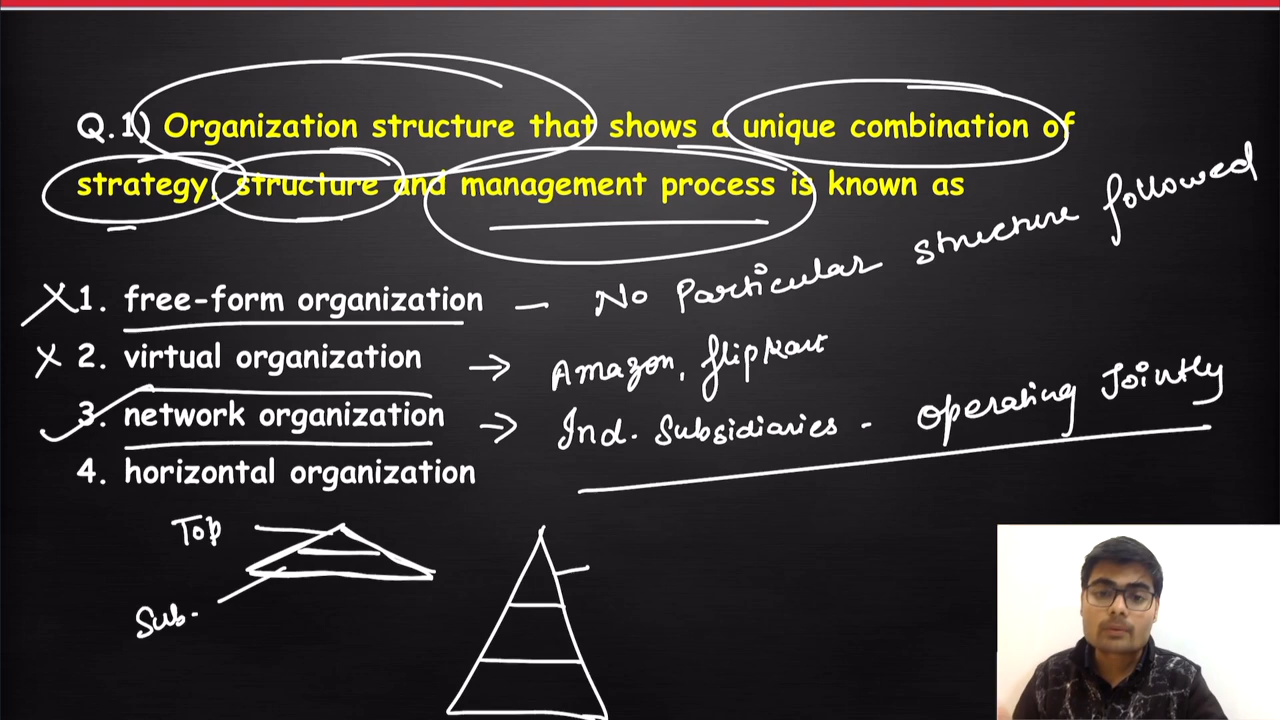 Q.1) Organization structure that shows a unique combination of
strategy, structure and management process is known as
1. free-form organization – No Particular structure followed
2. virtual organization → Amazon, flipkart
3. network organization → Ind. Subsidiaries - Operating Jointly
4. horizontal organization
Top
Sub.